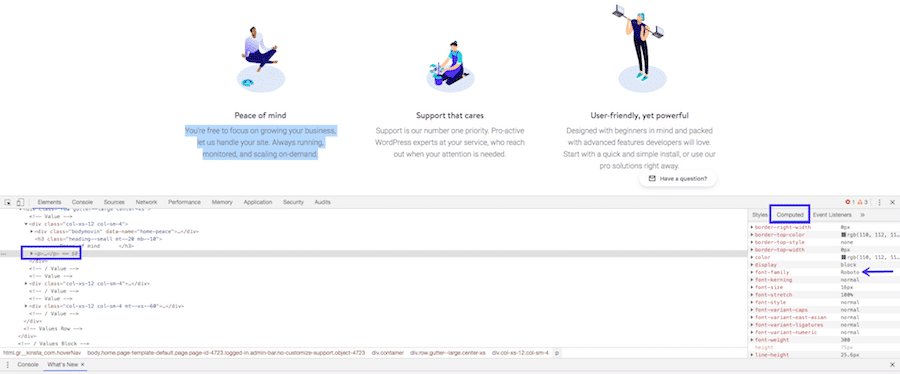 Peace of mind
You're free to focus on growing your business,
let us handle your site. Always running,
monitored, and scaling on-demand.
Support that cares
Support is our number one priority. Pro-active
WordPress experts at your service, who reach
out when your attention is needed.
User-friendly, yet powerful
Designed with beginners in mind and packed
with advanced features developers will love.
Start with a quick and simple install, or use our
pro solutions right away.
Have a question?
Elements Console Sources Network Performance Memory Application Security Audits
1 3
<!-- Value -->
<div class="col-xs-12 col-sm-4">
<div class="bodymovin" data-name="home-peace">…</div>
<h3 class="heading--small mt--20 mb--10">
mind </h3>
<p>…</p> ==
</div>
<!-- / Value -->
<!-- Value -->
<div class="col-xs-12 col-sm-4">…</div>
<!-- / Value -->
<!-- Value -->
<div class="col-xs-12 col-sm-4 mt--xs--60">…</div>
<!-- / Value -->
</div>
<!-- / Values Row -->
</div>
<!-- / Values Block -->
html.gr__kinsta_com.hoverNav body.home.page-template-default.page.page-id-4723.logged-in.admin-bar.no-customize-support.object-4723 div.container div.row.gutter--large.center-xs div.col-xs-12.col-sm-4 p
Styles Computed Event Listeners »
border-right-width 0px
border-top-color rgb(110, 112, 11…
border-top-style none
border-top-width 0px
color rgb(110, 112, 11…
display block
font-family Roboto
font-kerning normal
font-size 16px
font-stretch 100%
font-style normal
font-variant-caps normal
font-variant-east-asian normal
font-variant-ligatures normal
font-variant-numeric normal
font-weight 300
height 75px
line-height 25.6px
Console What's New ×